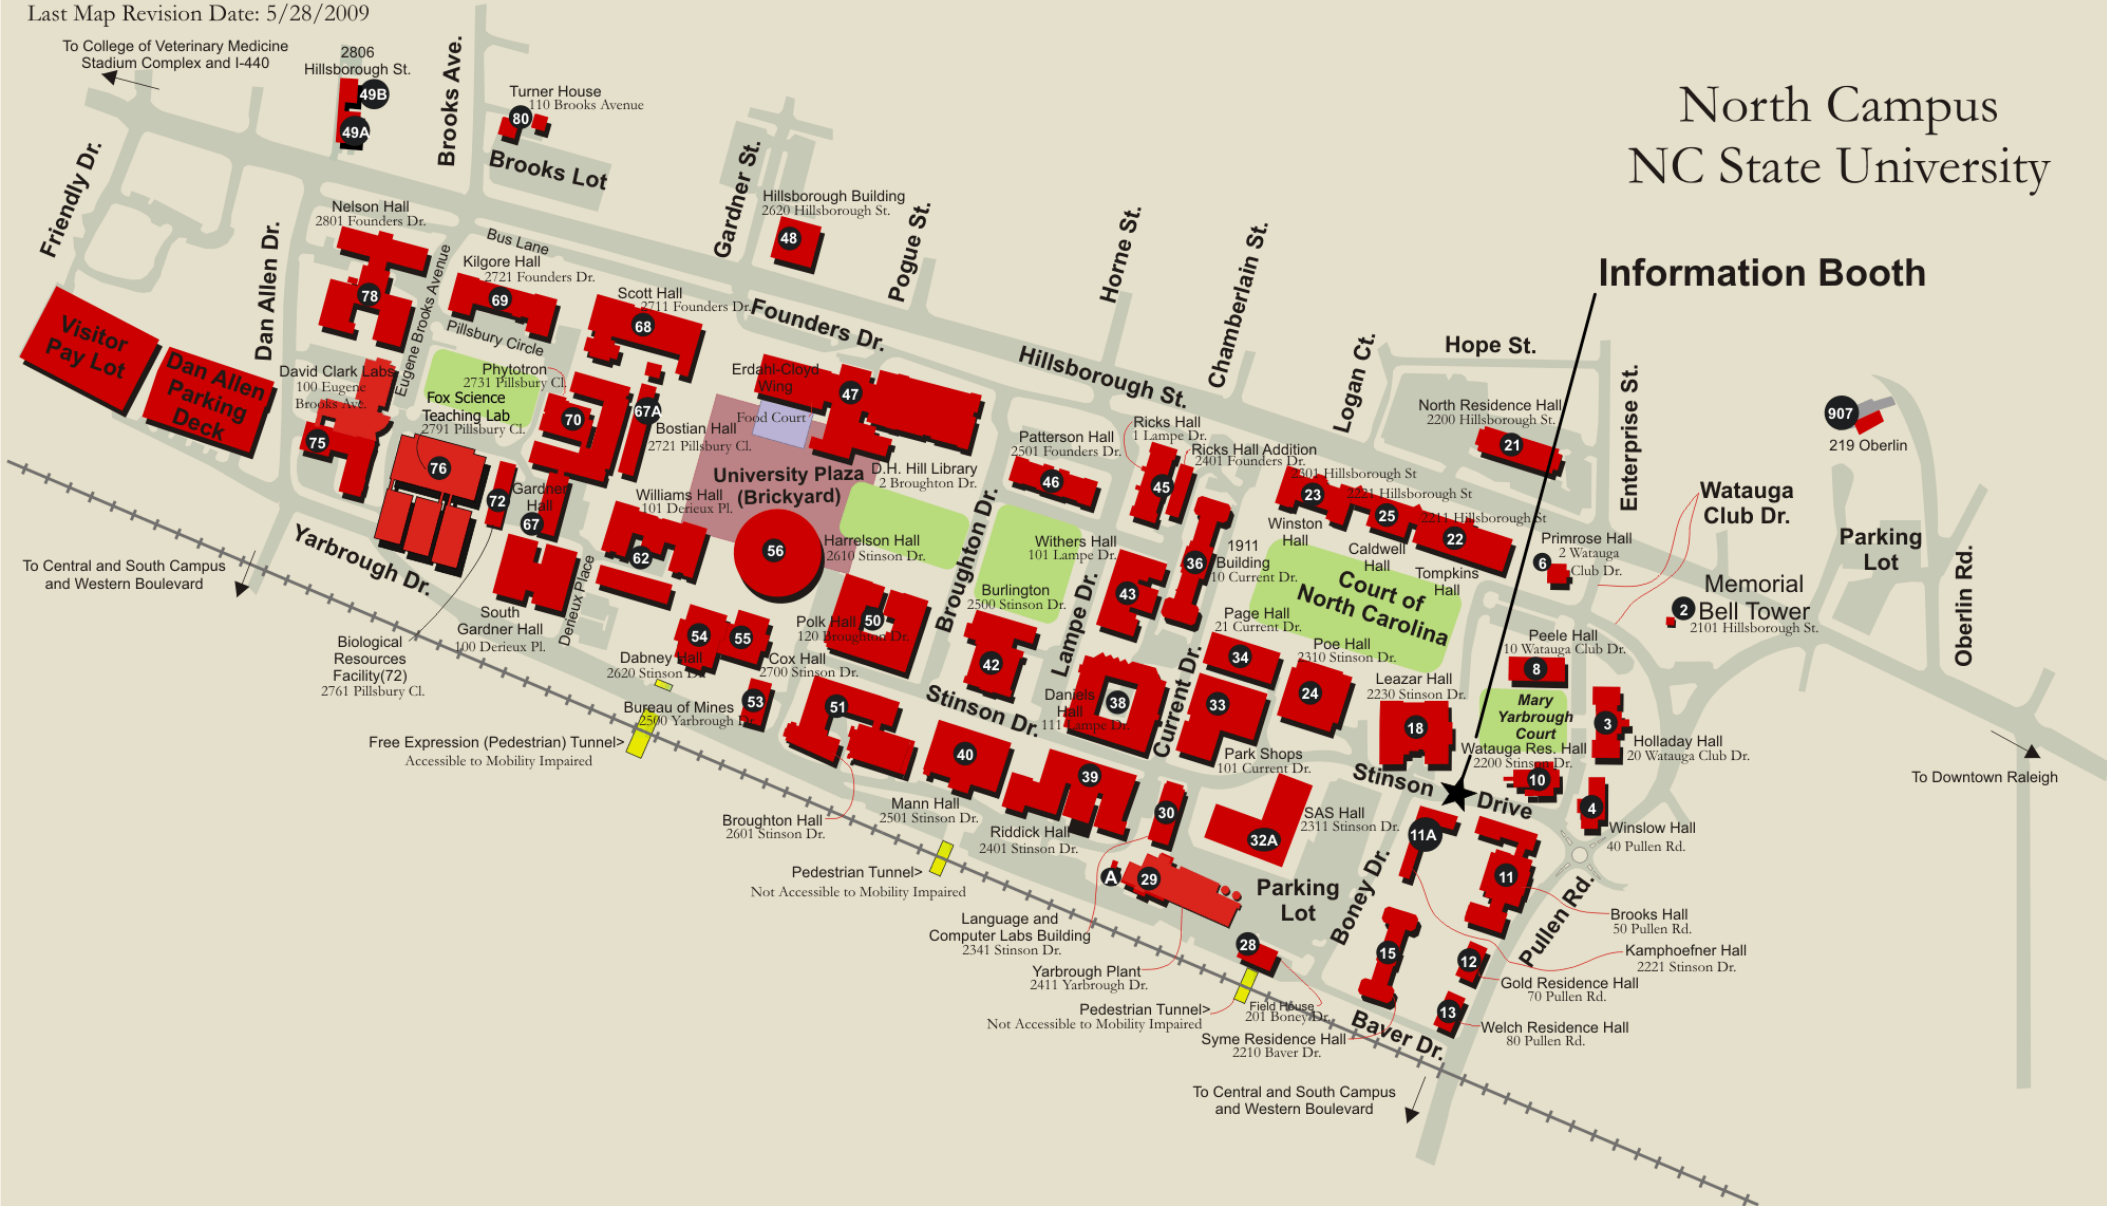 Last Map Revision Date: 5/28/2009
To College of Veterinary Medicine
Stadium Complex and I-440
2806
Hillsborough St.
49B
49A
Brooks Ave.
Turner House
110 Brooks Avenue
80
Brooks Lot
North Campus
NC State University
Friendly Dr.
Dan Allen Dr.
Nelson Hall
2801 Founders Dr.
78
Eugene Brooks Avenue
Bus Lane
Kilgore Hall
2721 Founders Dr.
69
Pillsbury Circle
Scott Hall
2711 Founders Dr.
68
Gardner St.
Hillsborough Building
2620 Hillsborough St.
48
Pogue St.
Founders Dr.
Horne St.
Chamberlain St.
Hillsborough St.
Logan Ct.
Hope St.
Information Booth
Enterprise St.
Visitor
Pay Lot
Dan Allen
Parking
Deck
David Clark Labs
100 Eugene
Brooks Ave.
75
Phytotron
2731 Pillsbury Cl.
Fox Science
Teaching Lab
2791 Pillsbury Cl.
76
70
67A
Bostian Hall
2721 Pillsbury Cl.
72
Gardner
Hall
67
Erdahl-Cloyd
Wing
47
Food Court
University Plaza
(Brickyard)
D.H. Hill Library
2 Broughton Dr.
Patterson Hall
2501 Founders Dr.
46
Ricks Hall
1 Lampe Dr.
Ricks Hall Addition
2401 Founders Dr.
45
2301 Hillsborough St
23
2221 Hillsborough St
25
2211 Hillsborough St
22
Winston
Hall
Caldwell
Hall
Tompkins
Hall
North Residence Hall
2200 Hillsborough St.
21
907
219 Oberlin
Watauga
Club Dr.
Parking
Lot
Oberlin Rd.
Primrose Hall
2 Watauga
Club Dr.
6
Memorial
Bell Tower
2101 Hillsborough St.
2
Williams Hall
101 Derieux Pl.
62
56
Harrelson Hall
2610 Stinson Dr.
Broughton Dr.
Burlington
2500 Stinson Dr.
42
Withers Hall
101 Lampe Dr.
43
Lampe Dr.
36
1911
Building
10 Current Dr.
Court of
North Carolina
Page Hall
21 Current Dr.
34
Poe Hall
2310 Stinson Dr.
24
Leazar Hall
2230 Stinson Dr.
18
Peele Hall
10 Watauga Club Dr.
8
Mary
Yarbrough
Court
3
Holladay Hall
20 Watauga Club Dr.
Watauga Res. Hall
2200 Stinson Dr.
10
4
Winslow Hall
40 Pullen Rd.
To Downtown Raleigh
To Central and South Campus
and Western Boulevard
Yarbrough Dr.
South
Gardner Hall
100 Derieux Pl.
Derieux Place
Biological
Resources
Facility(72)
2761 Pillsbury Cl.
54
55
Dabney Hall
2620 Stinson Dr.
Cox Hall
2700 Stinson Dr.
Polk Hall
120 Broughton Dr.
50
53
Bureau of Mines
2500 Yarbrough Dr.
Free Expression (Pedestrian) Tunnel>
Accessible to Mobility Impaired
51
Stinson Dr.
Broughton Hall
2601 Stinson Dr.
40
Mann Hall
2501 Stinson Dr.
Daniels
Hall
111 Lampe Dr.
38
Current Dr.
33
Park Shops
101 Current Dr.
39
Riddick Hall
2401 Stinson Dr.
30
SAS Hall
2311 Stinson Dr.
32A
Stinson
Drive
11A
11
Pedestrian Tunnel>
Not Accessible to Mobility Impaired
A
29
Language and
Computer Labs Building
2341 Stinson Dr.
Yarbrough Plant
2411 Yarbrough Dr.
Parking
Lot
Boney Dr.
28
Pedestrian Tunnel>
Not Accessible to Mobility Impaired
Field House
201 Boney Dr.
Syme Residence Hall
2210 Baver Dr.
15
Baver Dr.
Pullen Rd.
Brooks Hall
50 Pullen Rd.
Kamphoefner Hall
2221 Stinson Dr.
12
Gold Residence Hall
70 Pullen Rd.
13
Welch Residence Hall
80 Pullen Rd.
To Central and South Campus
and Western Boulevard